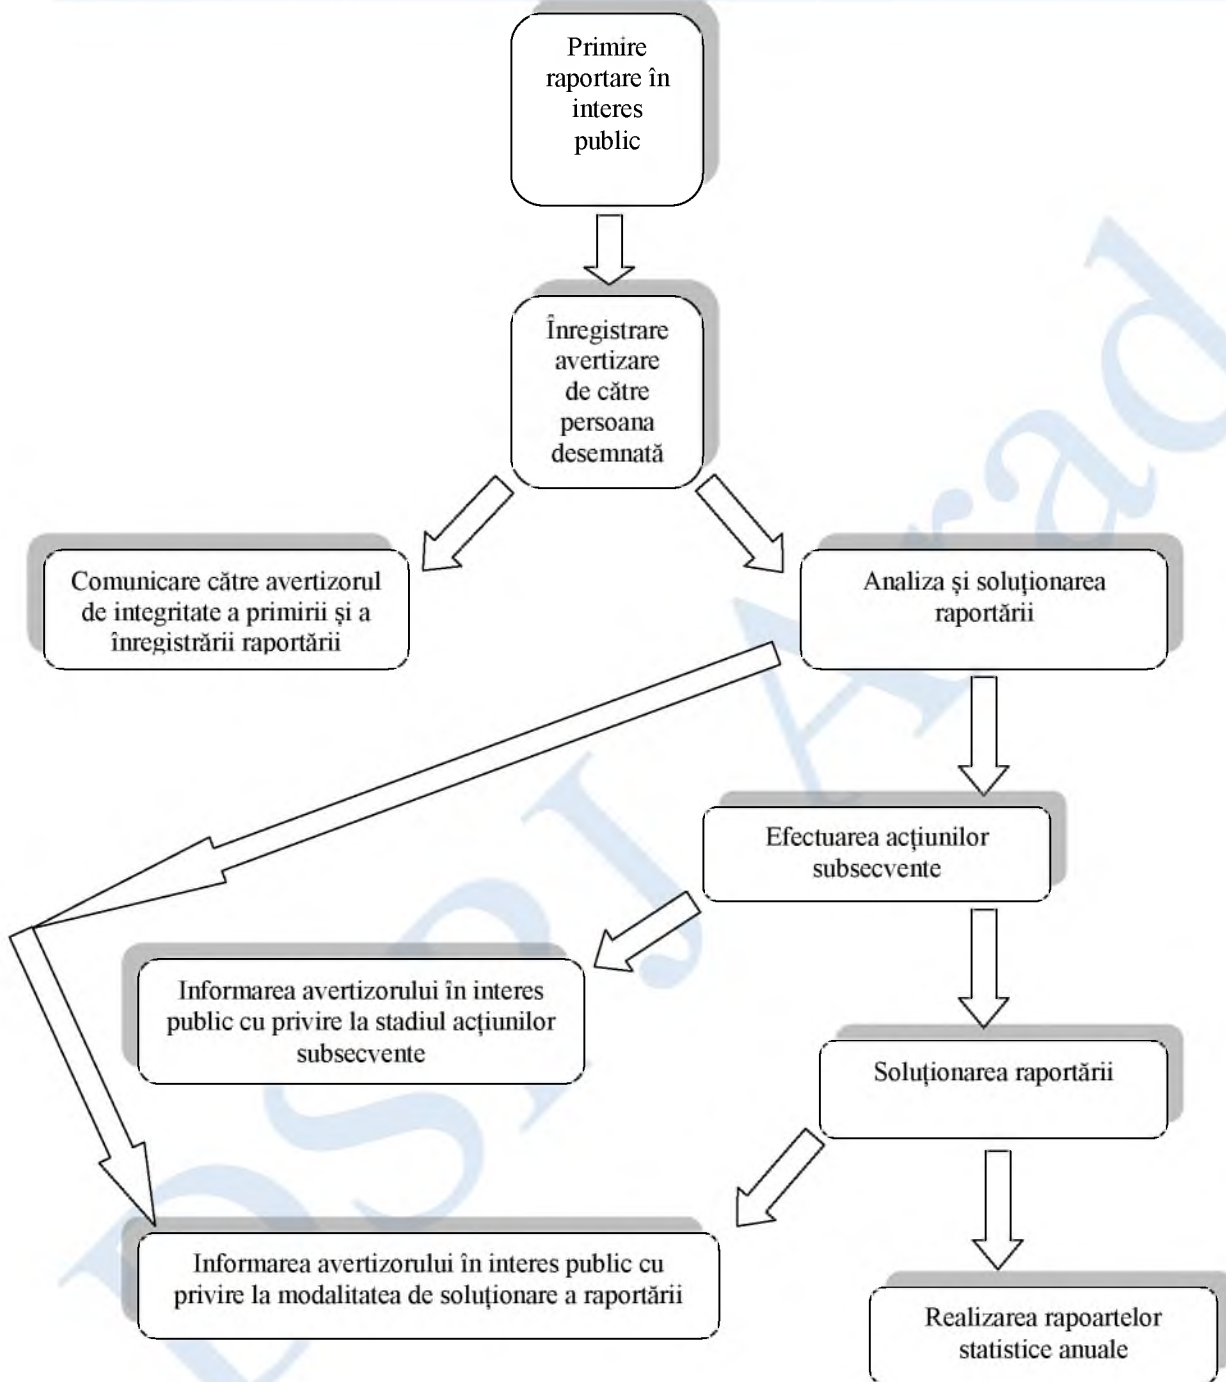 Primire
raportare în
interes
public
Înregistrare
avertizare
de către
persoana
desemnată
Comunicare către avertizorul
de integritate a primirii și a
înregistrării raportării
Analiza și soluționarea
raportării
Efectuarea acțiunilor
subsecvente
Informarea avertizorului în interes
public cu privire la stadiul acțiunilor
subsecvente
Soluționarea raportării
Informarea avertizorului în interes public cu
privire la modalitatea de soluționare a raportării
Realizarea rapoartelor
statistice anuale
DSPJ Arad